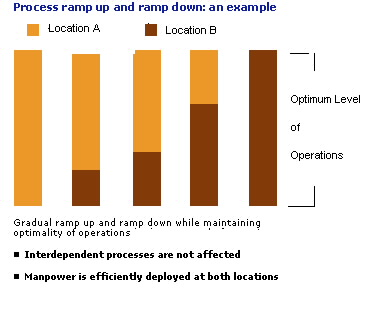 Process ramp up and ramp down: an example
Location A
Location B
Optimum Level
of
Operations
Gradual ramp up and ramp down while maintaining
optimality of operations
Interdependent processes are not affected
Manpower is efficiently deployed at both locations